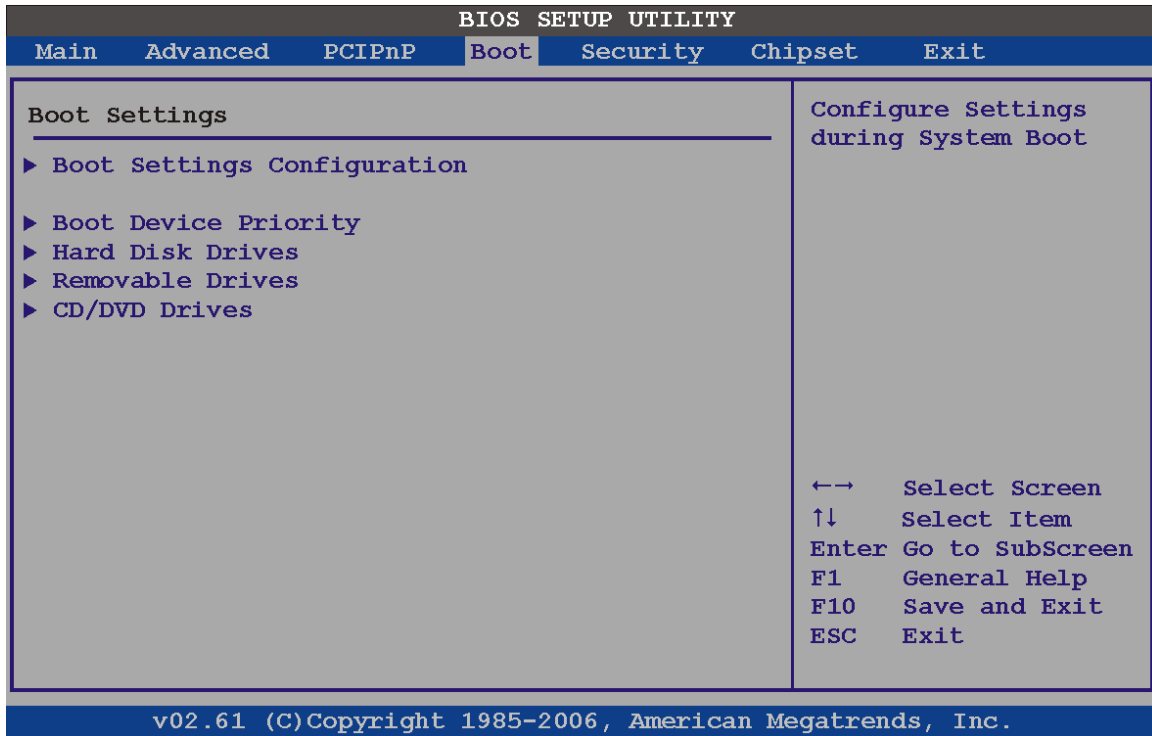 BIOS SETUP UTILITY
Main Advanced PCIPnP Boot Security Chipset Exit
Boot Settings
▶ Boot Settings Configuration
▶ Boot Device Priority
▶ Hard Disk Drives
▶ Removable Drives
▶ CD/DVD Drives
Configure Settings
during System Boot
←→ Select Screen
↑↓ Select Item
Enter Go to SubScreen
F1 General Help
F10 Save and Exit
ESC Exit
v02.61 (C)Copyright 1985-2006, American Megatrends, Inc.